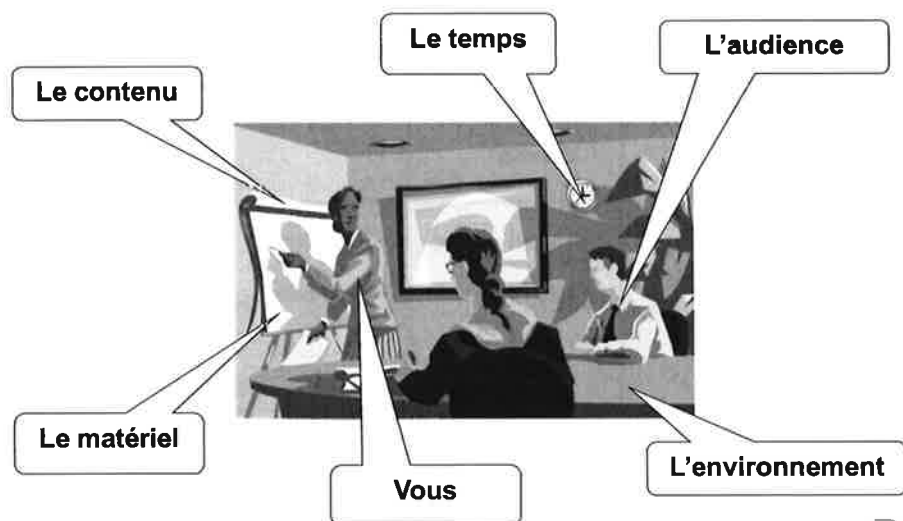 Le temps
L'audience
Le contenu
Le matériel
Vous
L'environnement